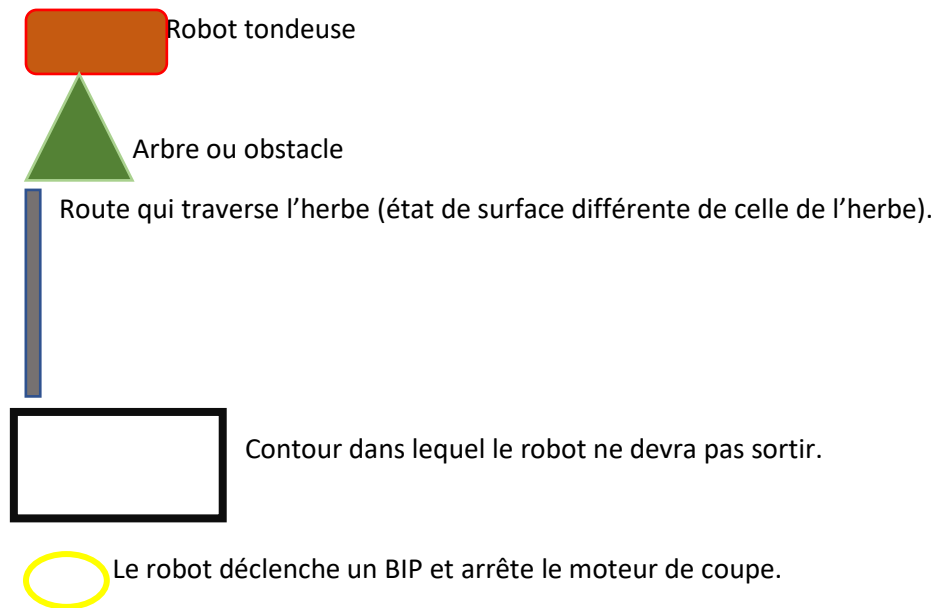 Robot tondeuse
Arbre ou obstacle
Route qui traverse l’herbe (état de surface différente de celle de l’herbe).
Contour dans lequel le robot ne devra pas sortir.
Le robot déclenche un BIP et arrête le moteur de coupe.